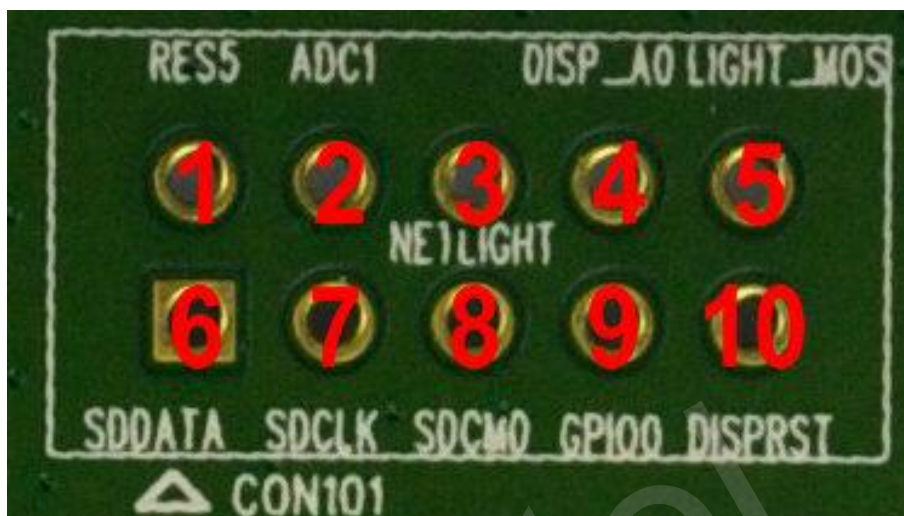 RES5 ADC1 DISP_A0 LIGHT_MOS
1 2 3 4 5
NETLIGHT
6 7 8 9 10
SDDATA SDCLK SDCMD GPIO0 DISPRST
CON101